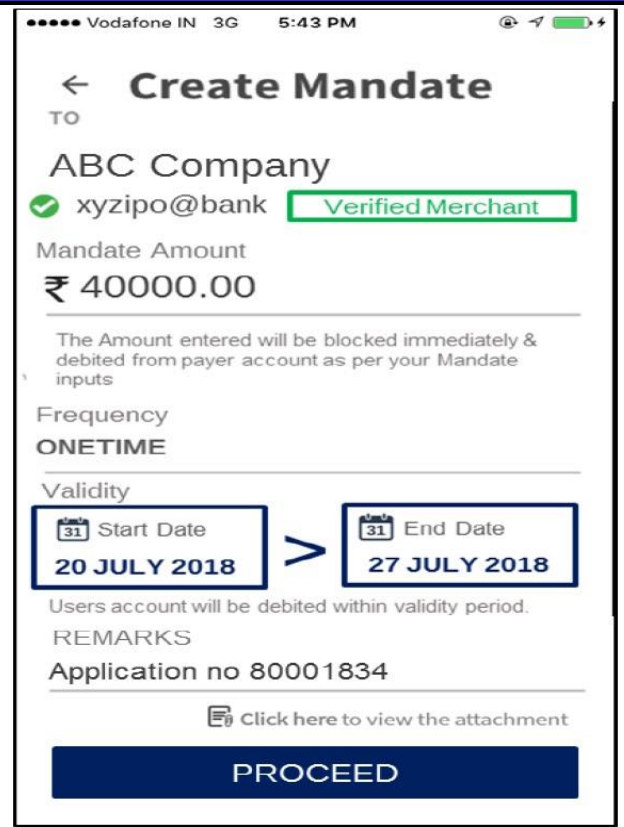 Vodafone IN 3G 5:43 PM
← Create Mandate
TO
ABC Company
xyzipo@bank Verified Merchant
Mandate Amount
₹ 40000.00
The Amount entered will be blocked immediately &
debited from payer account as per your Mandate
inputs
Frequency
ONETIME
Validity
31 Start Date
20 JULY 2018
>
31 End Date
27 JULY 2018
Users account will be debited within validity period.
REMARKS
Application no 80001834
Click here to view the attachment
PROCEED